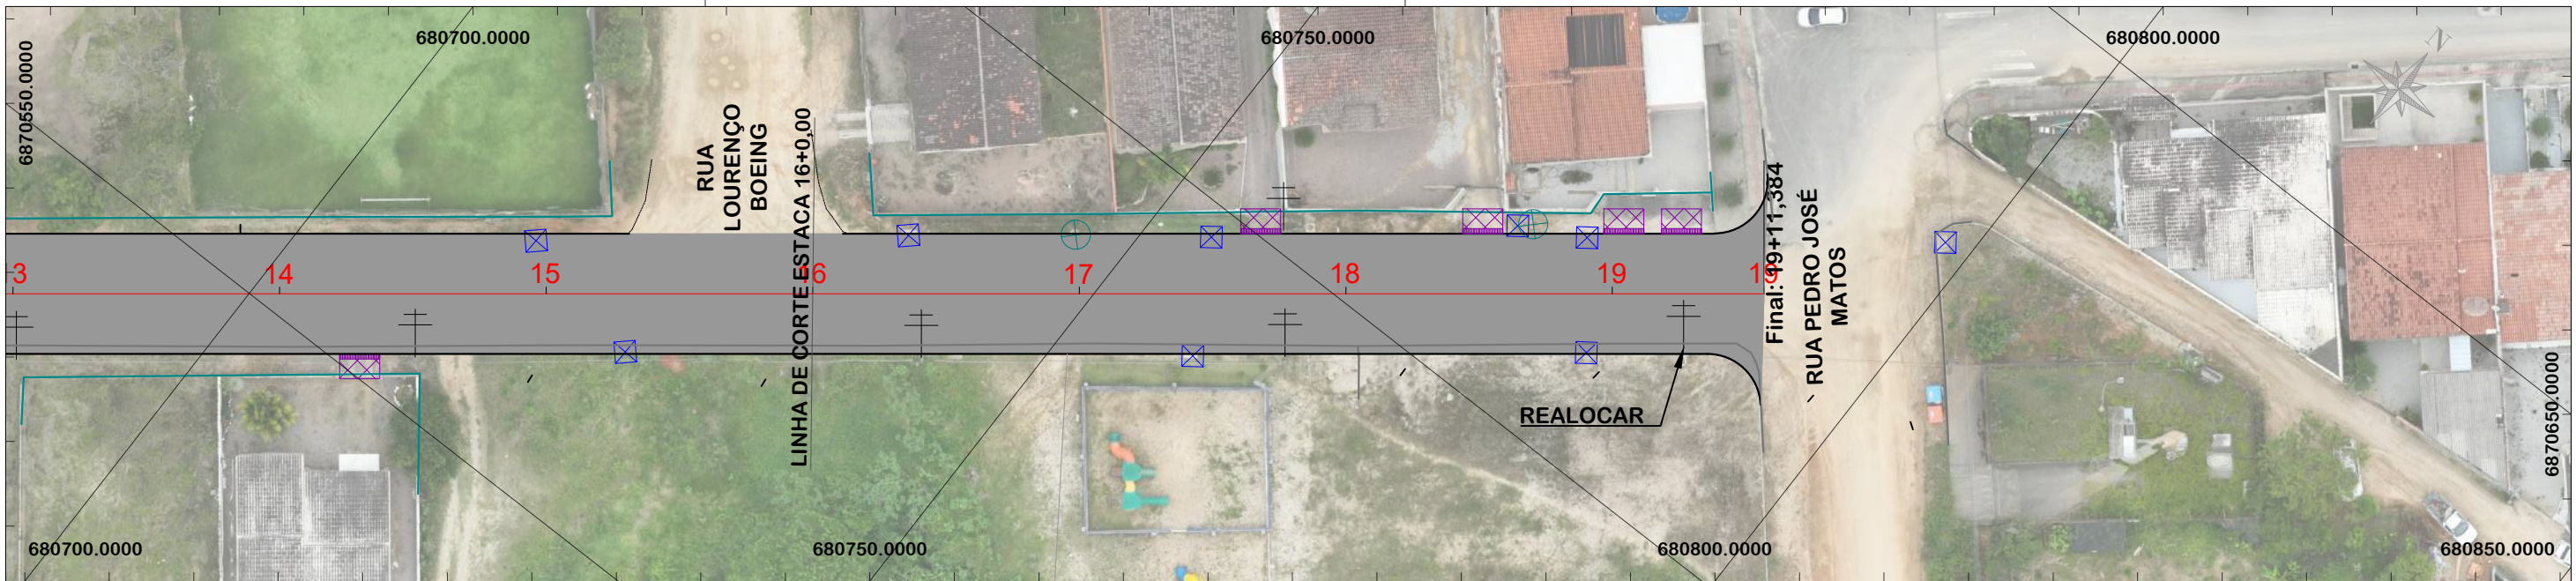 680700.0000
680750.0000
680800.0000
N
6870550.0000
RUA
LOURENÇO
BOEING
LINHA DE CORTE ESTACA 16+0,00
13
14
15
16
17
18
19
19
Final: 19+11,384
RUA PEDRO JOSÉ
MATOS
REALOCAR
6870650.0000
680700.0000
680750.0000
680800.0000
680850.0000